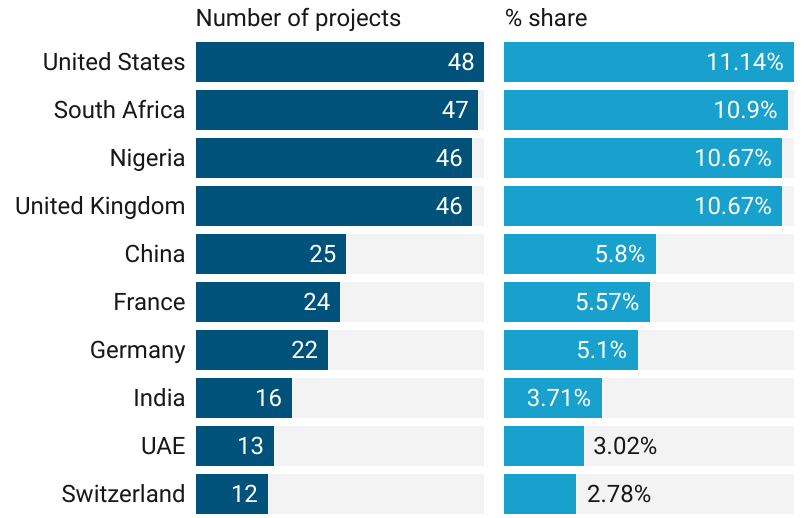 Number of projects % share
United States 48 11.14%
South Africa 47 10.9%
Nigeria 46 10.67%
United Kingdom 46 10.67%
China 25 5.8%
France 24 5.57%
Germany 22 5.1%
India 16 3.71%
UAE 13 3.02%
Switzerland 12 2.78%